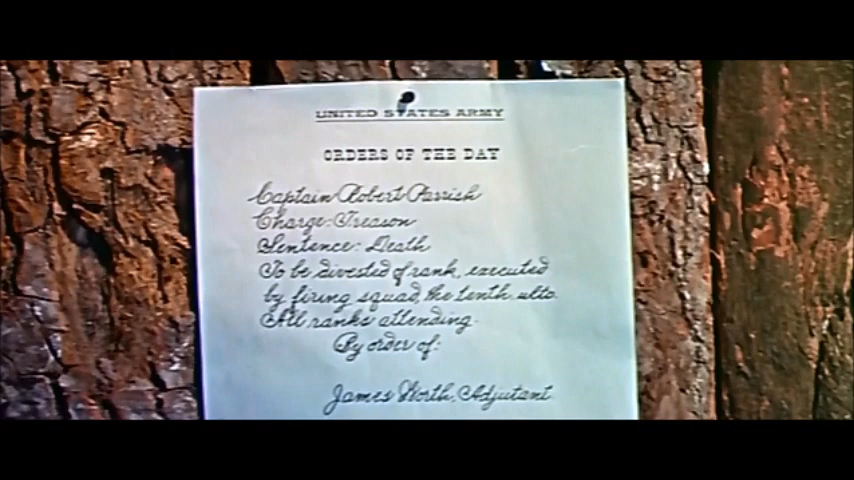 UNITED STATES ARMY
ORDERS OF THE DAY
Captain Robert Parrish
Charge: Treason
Sentence: Death
To be divested of rank, executed
by firing squad, the tenth ulto.
All ranks attending.
By order of:
James Worth, Adjutant